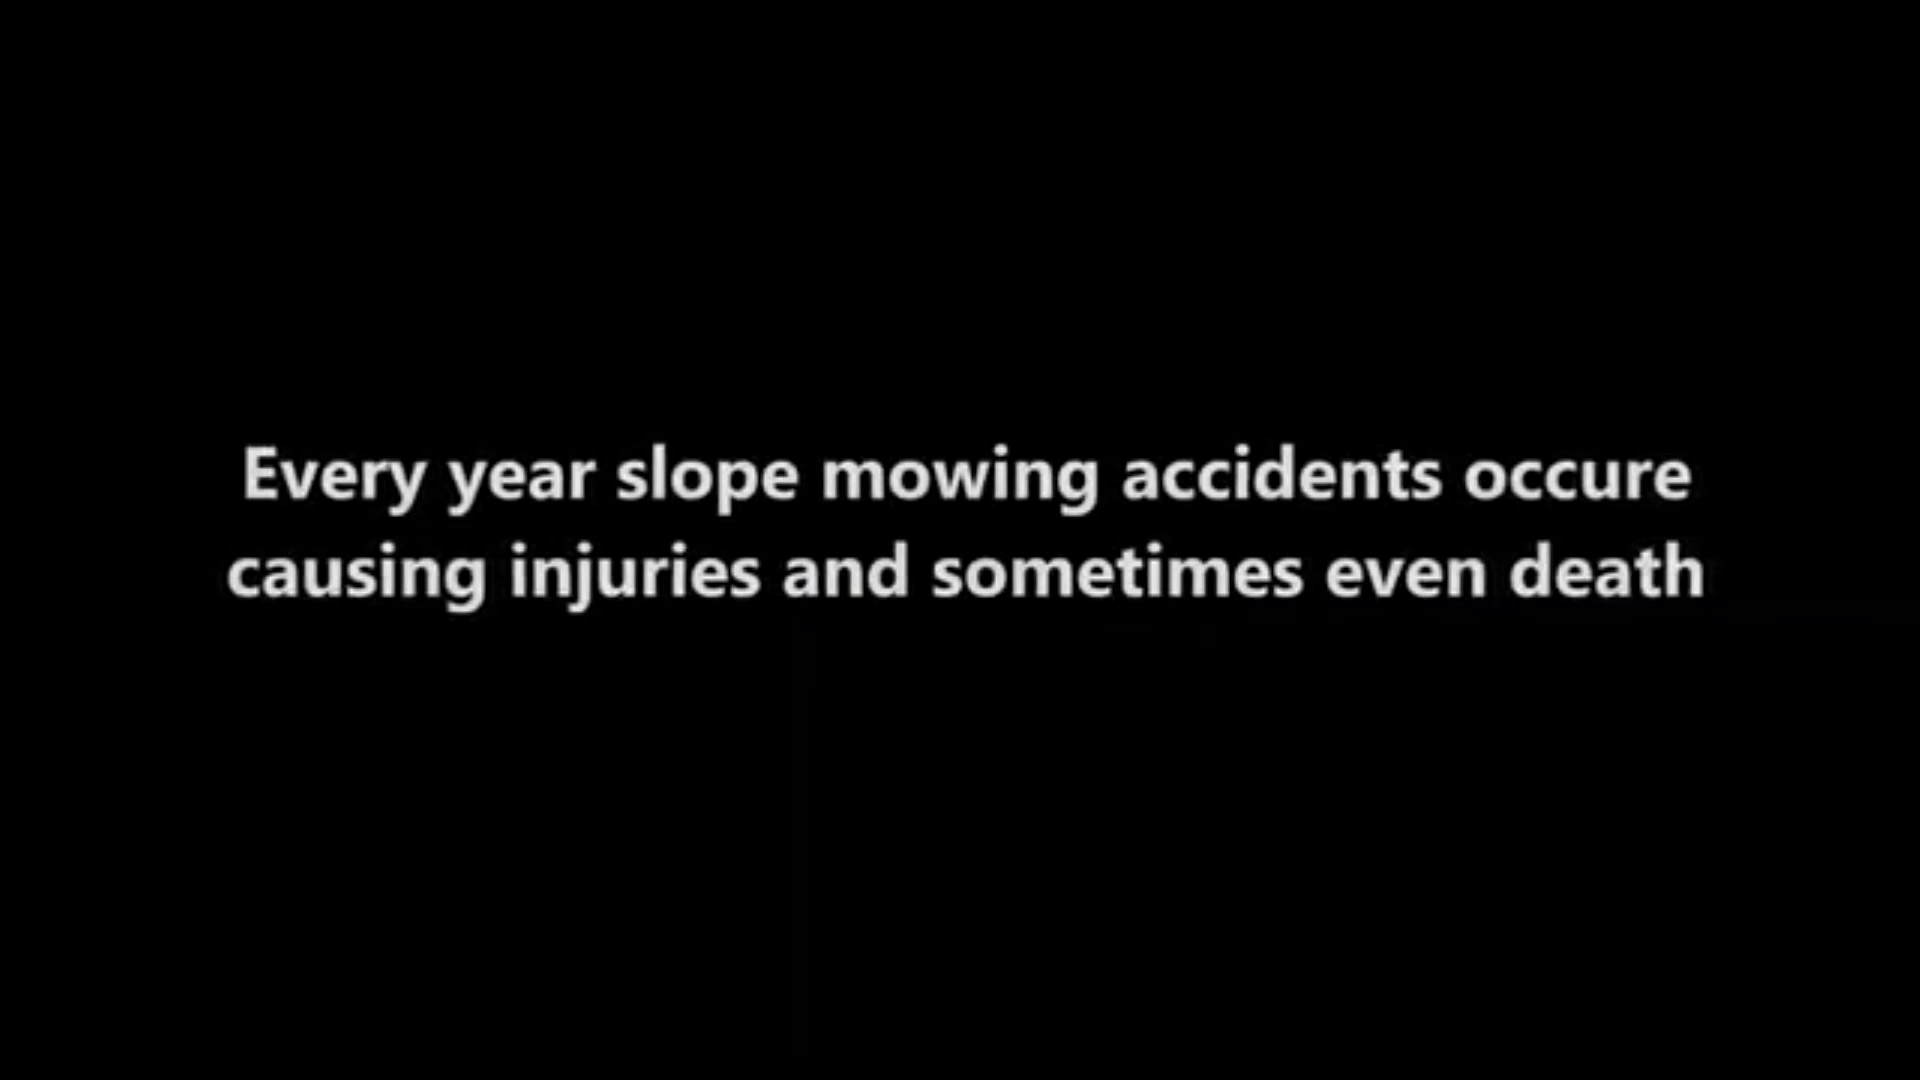 Every year slope mowing accidents occure
causing injuries and sometimes even death